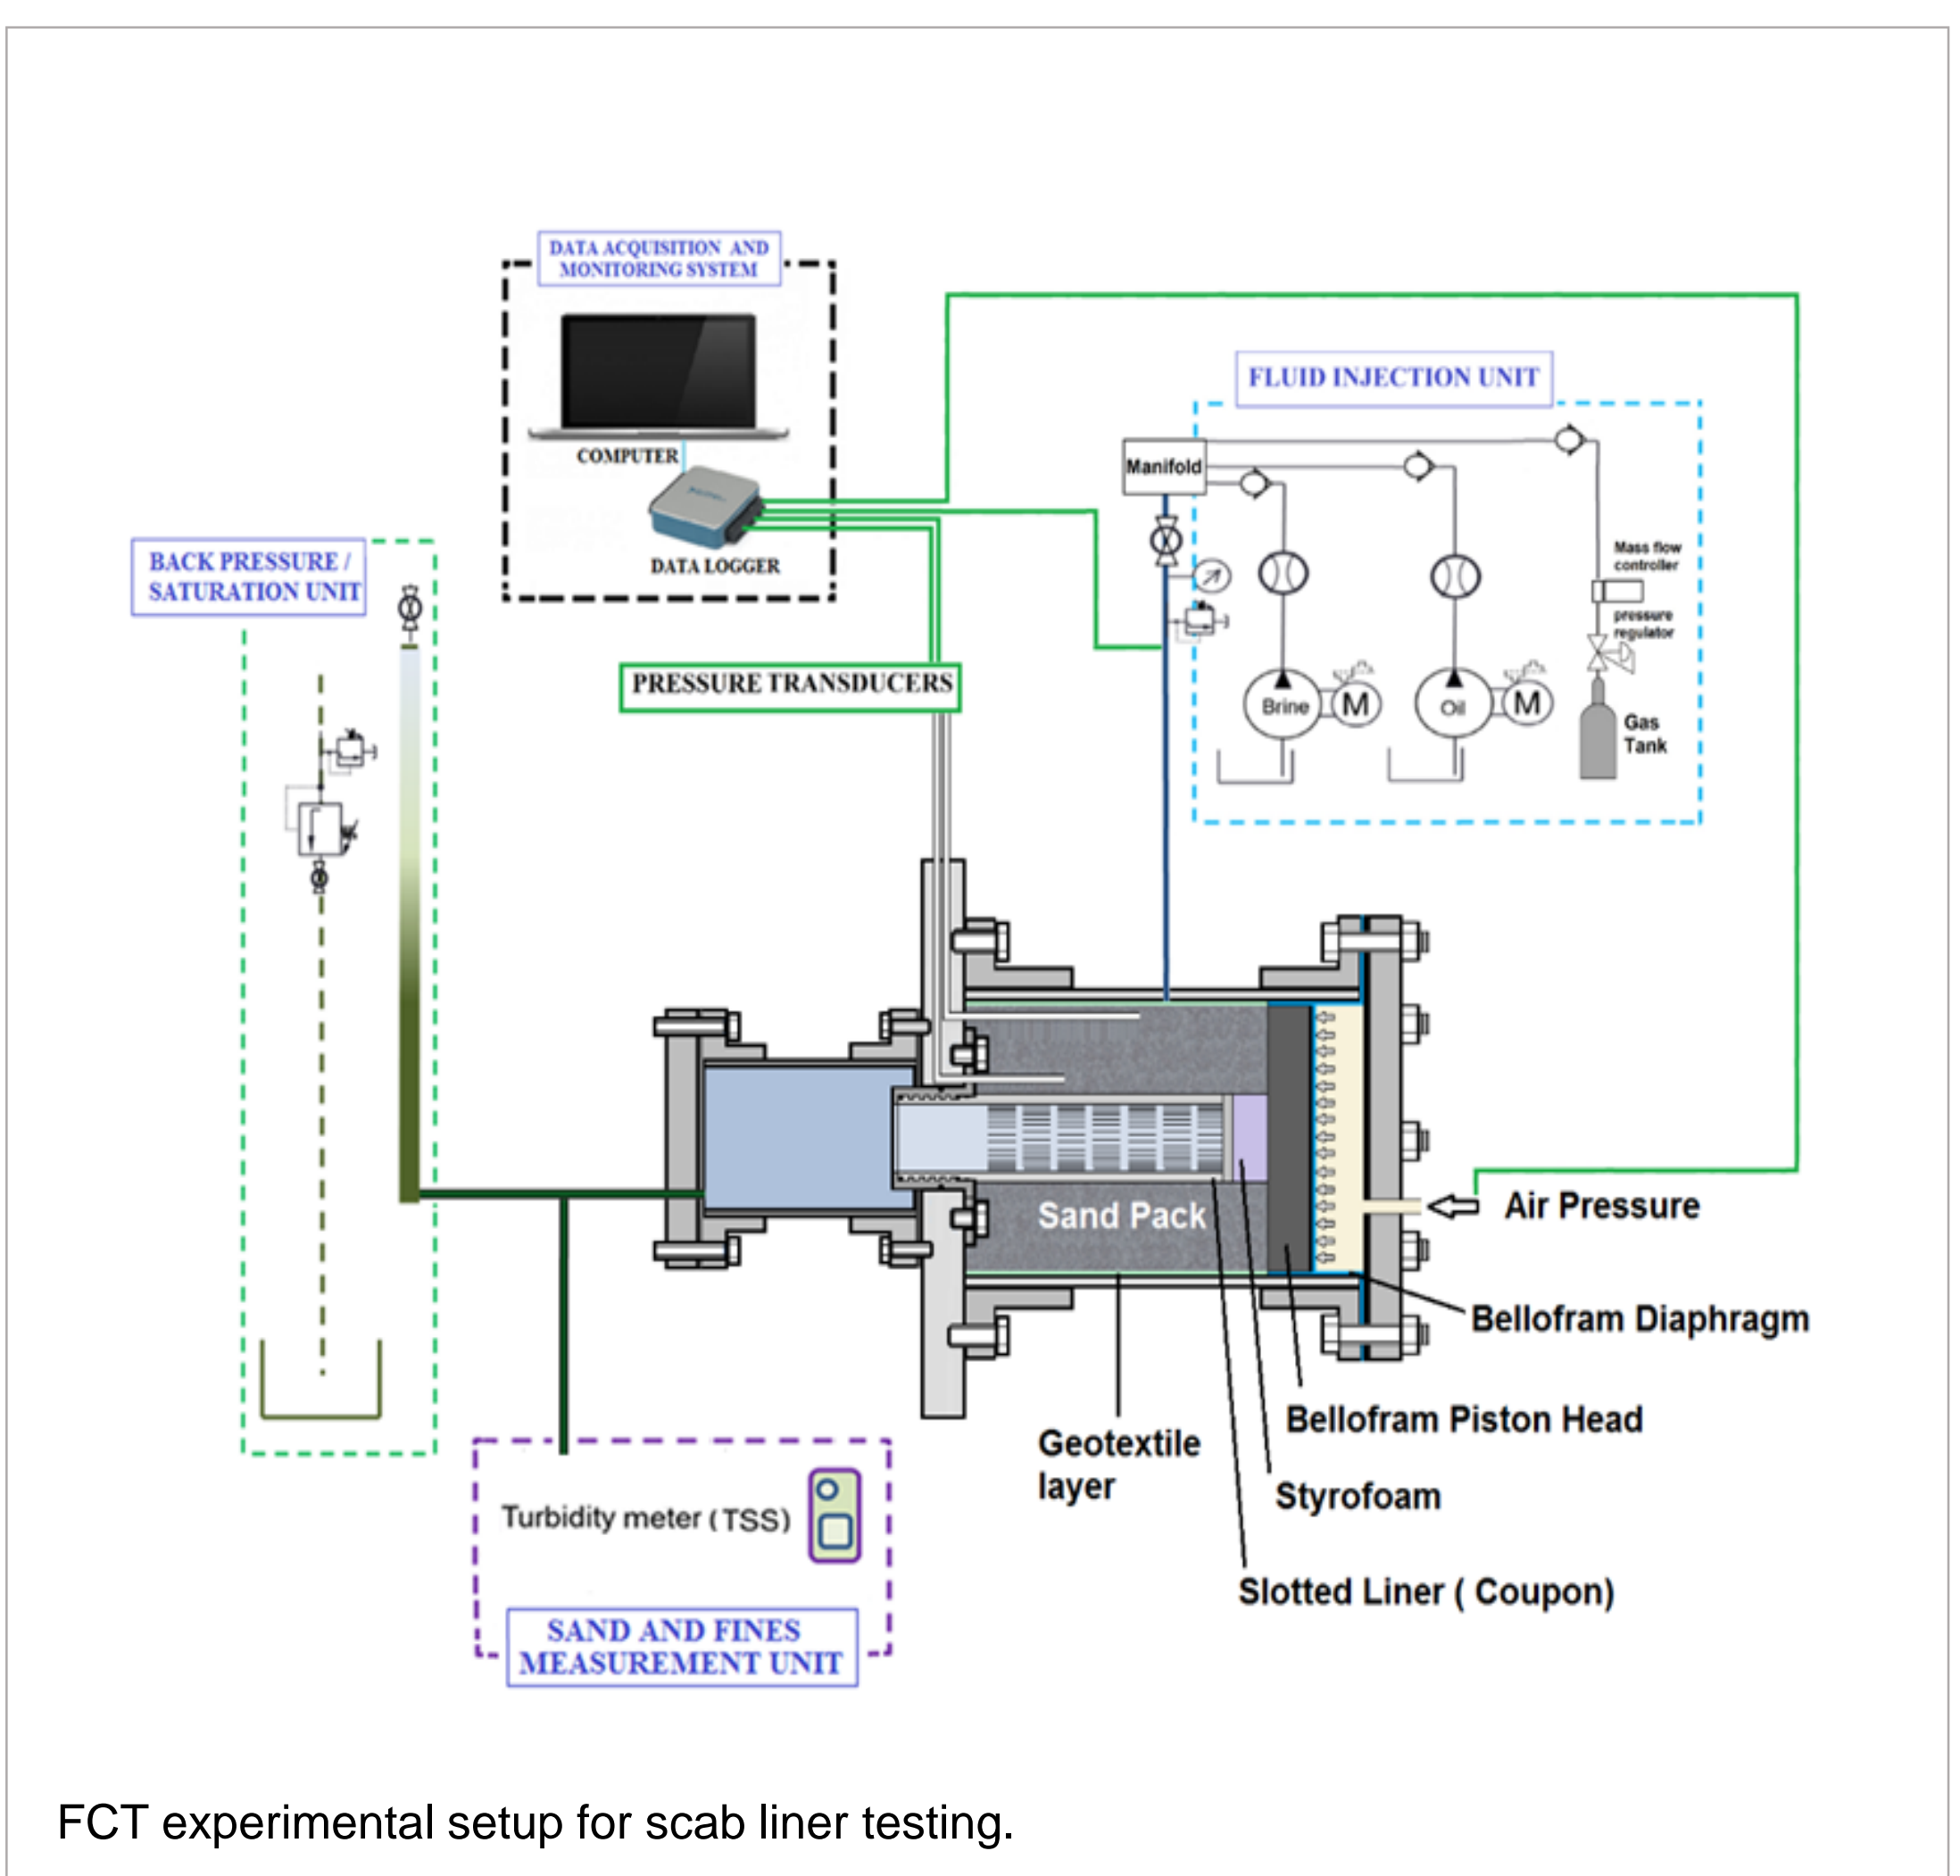 DATA ACQUISITION AND
MONITORING SYSTEM
COMPUTER
DATA LOGGER
FLUID INJECTION UNIT
Manifold
Mass flow
controller
pressure
regulator
Brine
M
Oil
M
Gas
Tank
BACK PRESSURE /
SATURATION UNIT
PRESSURE TRANSDUCERS
Sand Pack
Air Pressure
Bellofram Diaphragm
Bellofram Piston Head
Geotextile
layer
Styrofoam
Slotted Liner ( Coupon)
Turbidity meter ( TSS)
SAND AND FINES
MEASUREMENT UNIT
FCT experimental setup for scab liner testing.